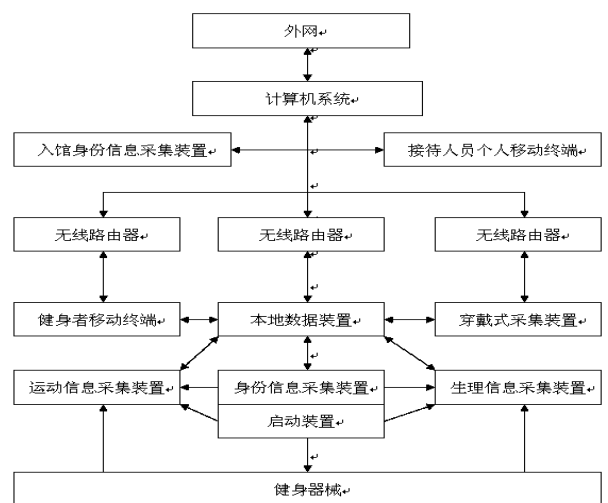 外网
计算机系统
入馆身份信息采集装置
接待人员个人移动终端
无线路由器
无线路由器
无线路由器
健身者移动终端
本地数据装置
穿戴式采集装置
运动信息采集装置
身份信息采集装置
生理信息采集装置
启动装置
健身器械